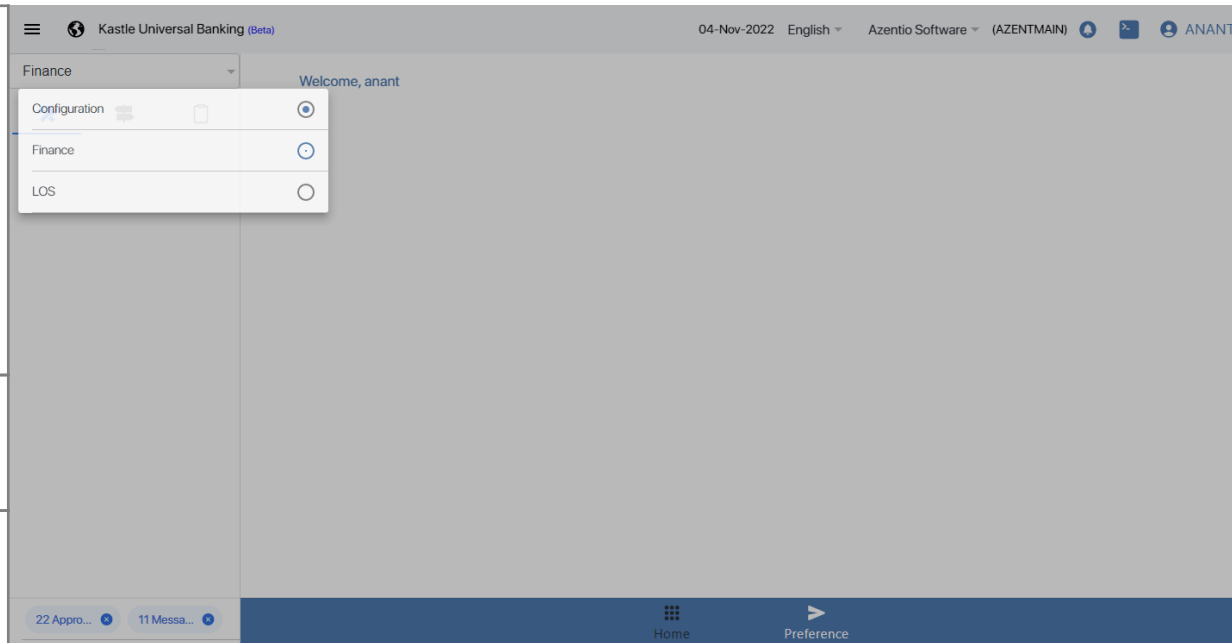 Kastle Universal Banking (Beta)
04-Nov-2022 English Azentio Software (AZENTMAIN) ANANT
Finance
Welcome, anant
Configuration
Finance
LOS
22 Appro... 11 Messa...
Home Preference